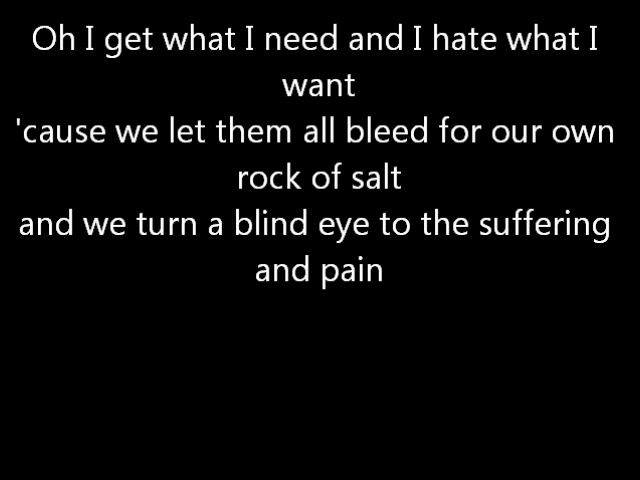 Oh I get what I need and I hate what I
want
'cause we let them all bleed for our own
rock of salt
and we turn a blind eye to the suffering
and pain